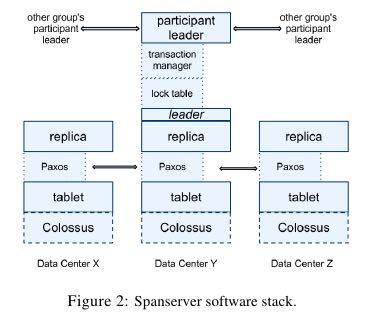 other group's
participant
leader
participant
leader
other group's
participant
leader
transaction
manager
lock table
leader
replica
replica
replica
Paxos
Paxos
Paxos
tablet
tablet
tablet
Colossus
Colossus
Colossus
Data Center X
Data Center Y
Data Center Z
Figure 2: Spanserver software stack.